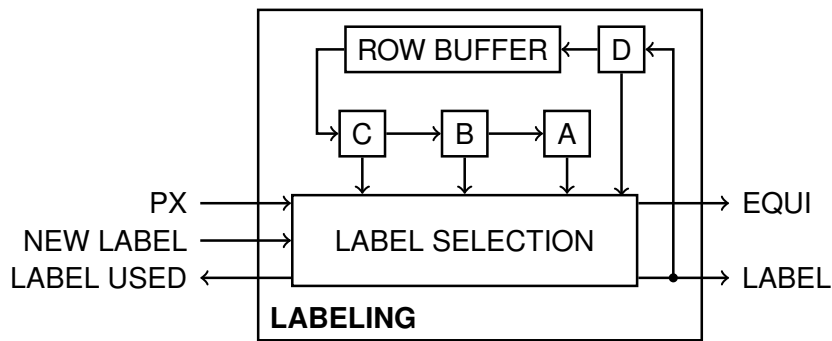 ROW BUFFER D
C B A
PX EQUI
NEW LABEL LABEL SELECTION
LABEL USED LABEL
LABELING